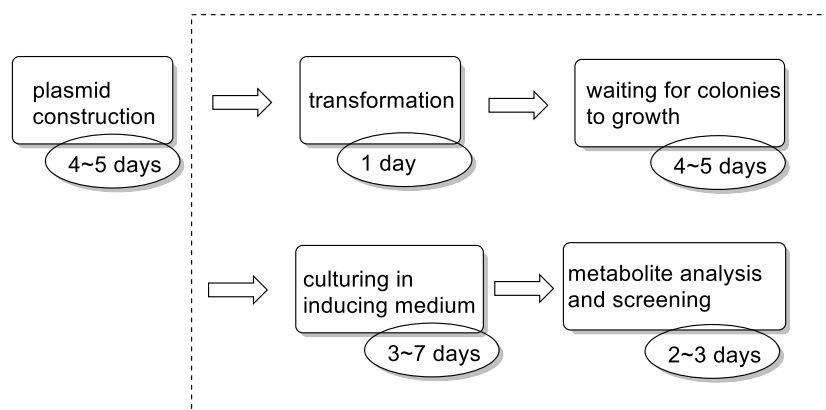 plasmid
construction
4~5 days
transformation
1 day
waiting for colonies
to growth
4~5 days
culturing in
inducing medium
3~7 days
metabolite analysis
and screening
2~3 days